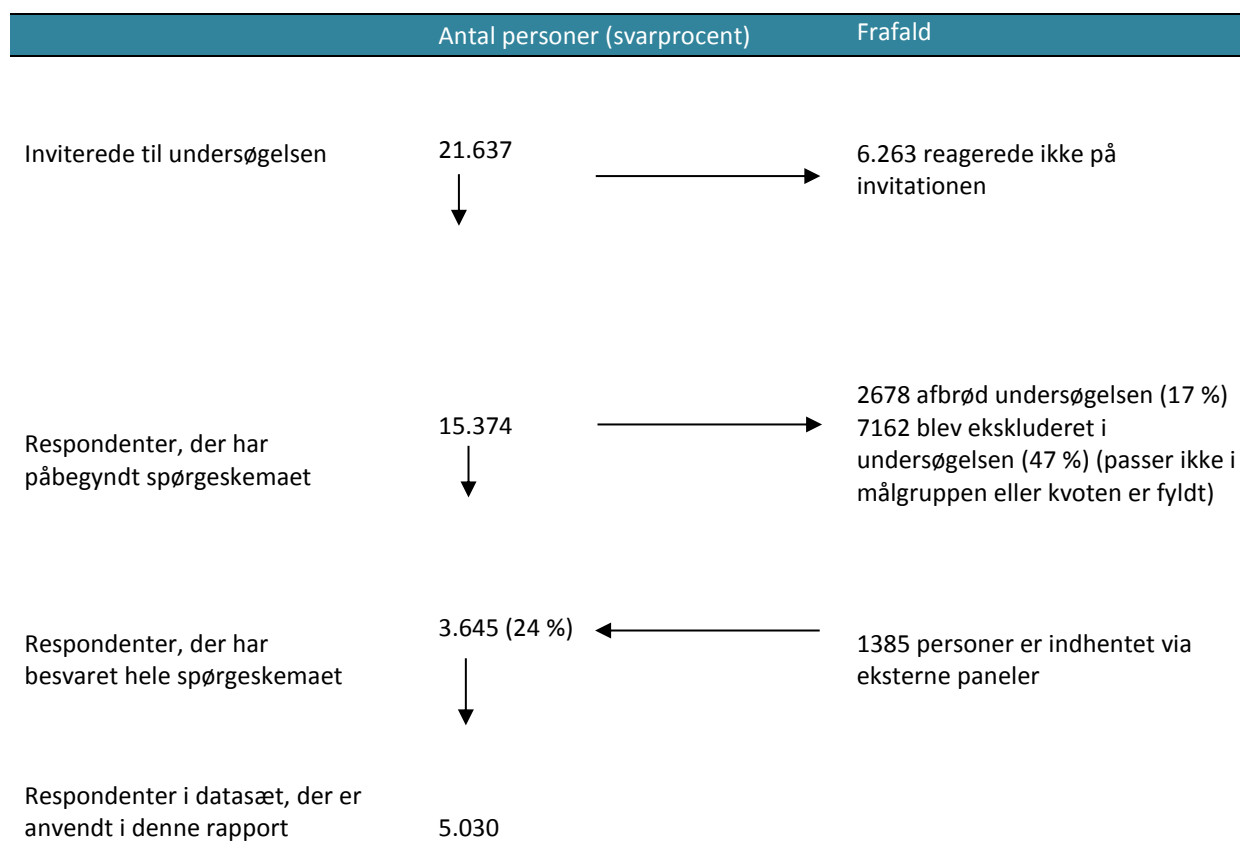 Antal personer (svarprocent)
Frafald
Inviterede til undersøgelsen
21.637
6.263 reagerede ikke på
invitationen
Respondenter, der har
påbegyndt spørgeskemaet
15.374
2678 afbrød undersøgelsen (17 %)
7162 blev ekskluderet i
undersøgelsen (47 %) (passer ikke i
målgruppen eller kvoten er fyldt)
Respondenter, der har
besvaret hele spørgeskemaet
3.645 (24 %)
1385 personer er indhentet via
eksterne paneler
Respondenter i datasæt, der er
anvendt i denne rapport
5.030